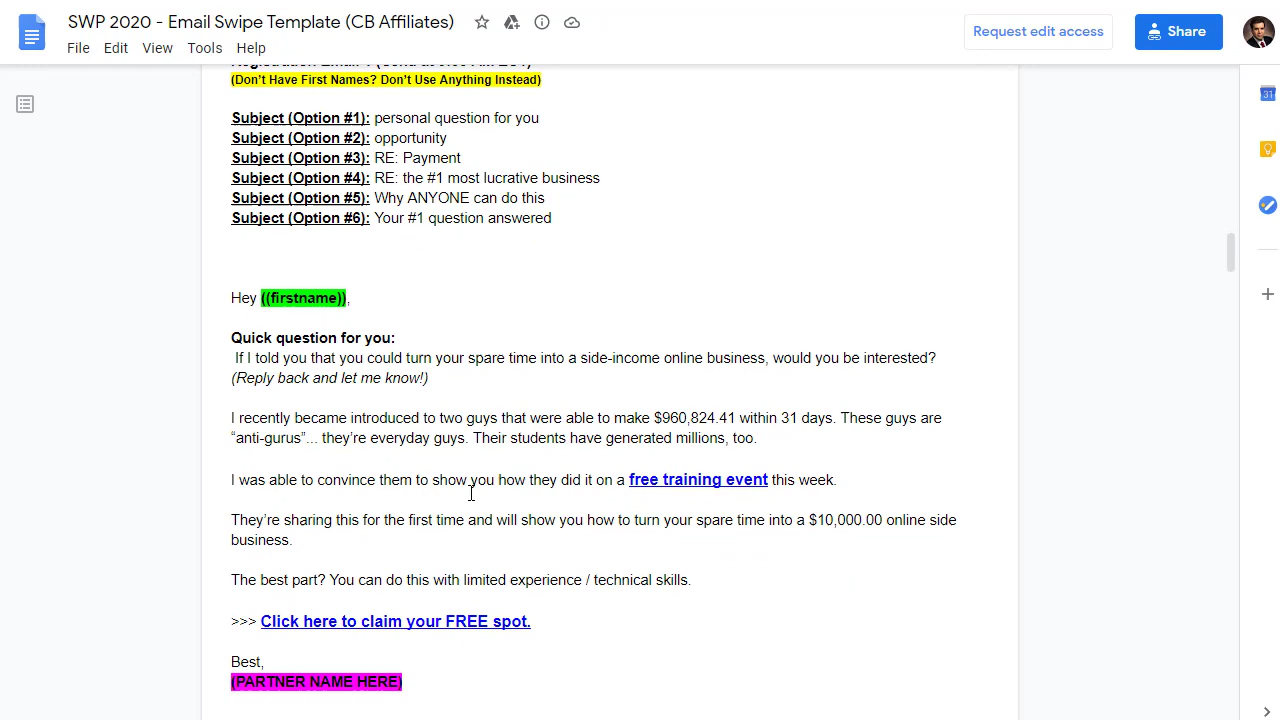 SWP 2020 - Email Swipe Template (CB Affiliates)
File Edit View Tools Help
Request edit access
Share
31
(Don't Have First Names? Don't Use Anything Instead)
Subject (Option #1): personal question for you
Subject (Option #2): opportunity
Subject (Option #3): RE: Payment
Subject (Option #4): RE: the #1 most lucrative business
Subject (Option #5): Why ANYONE can do this
Subject (Option #6): Your #1 question answered
Hey ((firstname)),
Quick question for you:
If I told you that you could turn your spare time into a side-income online business, would you be interested?
(Reply back and let me know!)
I recently became introduced to two guys that were able to make $960,824.41 within 31 days. These guys are
“anti-gurus”... they’re everyday guys. Their students have generated millions, too.
I was able to convince them to show you how they did it on a free training event this week.
They’re sharing this for the first time and will show you how to turn your spare time into a $10,000.00 online side
business.
The best part? You can do this with limited experience / technical skills.
>>> Click here to claim your FREE spot.
Best,
(PARTNER NAME HERE)